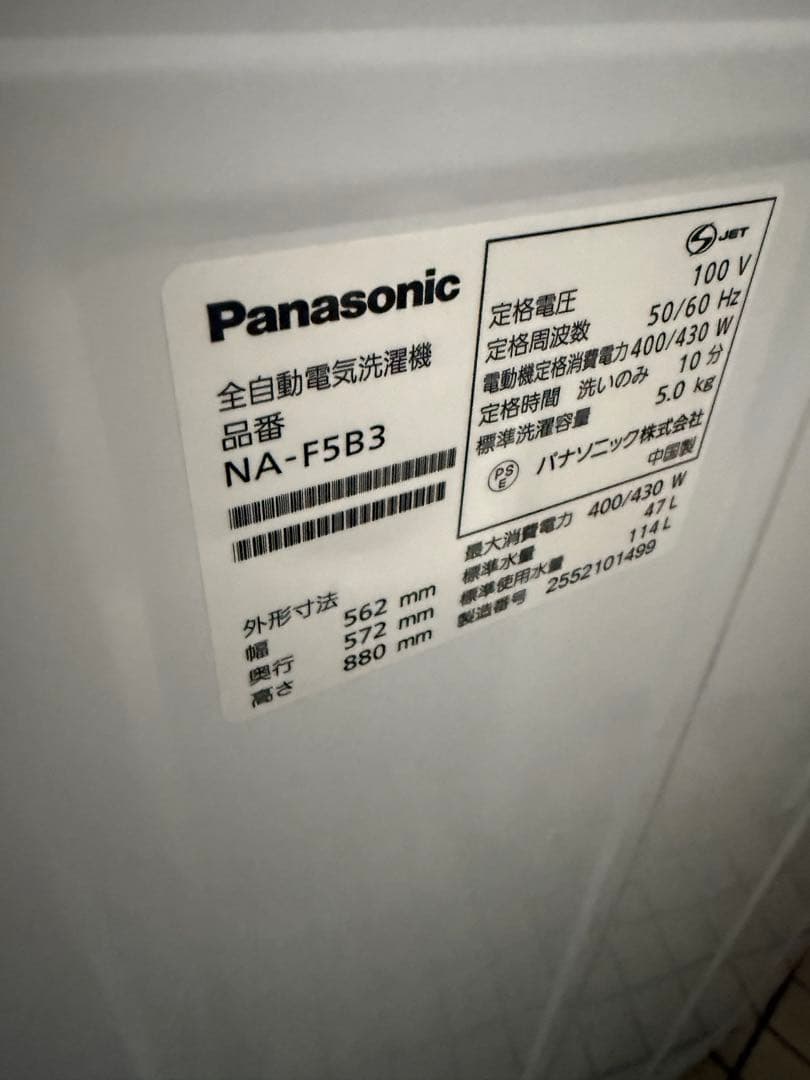 Panasonic
全自動電気洗濯機
品番
NA-F5B3
外形寸法
幅 562 mm
奥行 572 mm
高さ 880 mm
JET
定格電圧 100 V
定格周波数 50/60 Hz
電動機定格消費電力 400/430 W
定格時間 洗いのみ 10 分
標準洗濯容量 5.0 kg
PSE パナソニック株式会社
中国製
最大消費電力 400/430 W
標準水量 47 L
標準使用水量 114 L
製造番号 2552101499